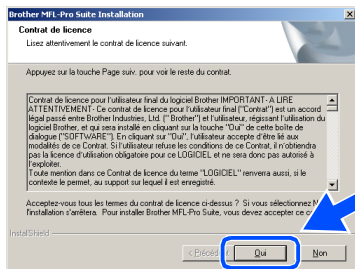 Brother MFL-Pro Suite Installation
Contrat de licence
Lisez attentivement le contrat de licence suivant.
Appuyez sur la touche Page suiv. pour voir le reste du contrat.
Contrat de licence pour l'utilisateur final du logiciel Brother IMPORTANT- A LIRE
ATTENTIVEMENT- Ce contrat de licence pour l'utilisateur final ("Contrat") est un accord
légal passé entre Brother Industries, Ltd. (" Brother") et l'utilisateur, régissant l'utilisation du
logiciel Brother, et qui sera installé en cliquant sur la touche "Oui" de cette boîte de
dialogue ("SOFTWARE"). En cliquant sur "Oui", l'utilisateur accepte d'être lié aux
modalités de ce Contrat. Si l'utilisateur refuse les conditions de ce Contrat, il n'obtiendra
pas la licence d'utilisation obligatoire pour ce LOGICIEL et ne sera donc pas autorisé à
l'exploiter.
Toute mention dans ce Contrat de licence du terme "LOGICIEL" renverra aussi, si le
contexte le permet, au support sur lequel il est enregistré.
Acceptez-vous tous les termes du contrat de licence ci-dessus ? Si vous sélectionnez
l'installation s'arrêtera. Pour installer Brother MFL-Pro Suite, vous devez accepter ce
InstallShield
< Précéd Oui Non